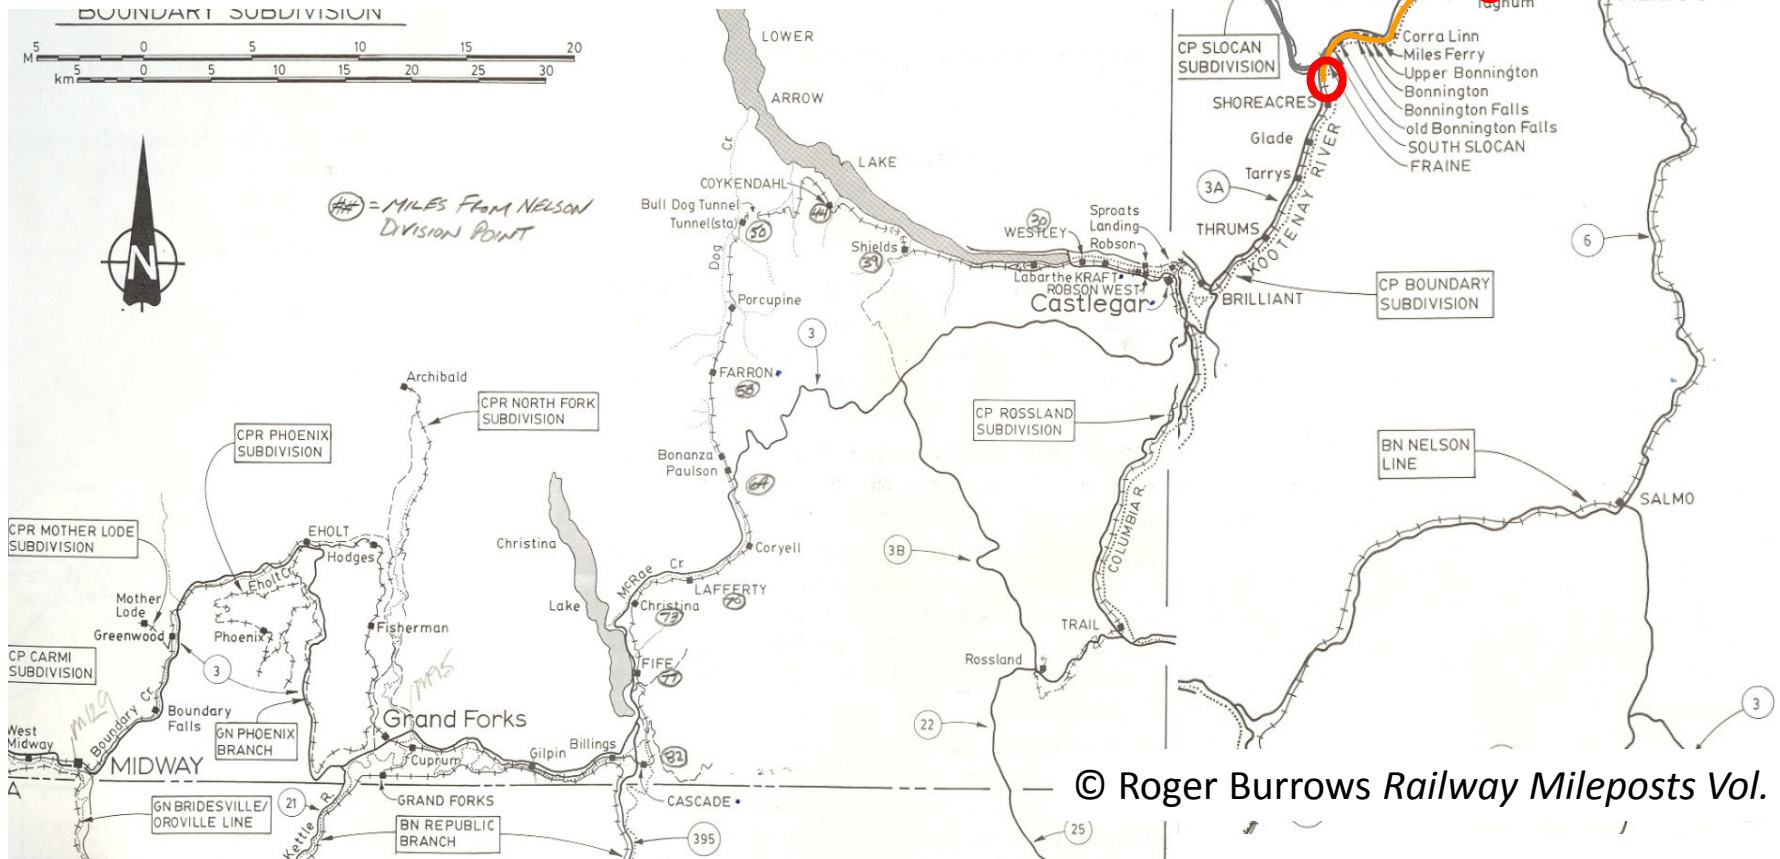 BOUNDARY SUBDIVISION
5 0 5 10 15 20
M
km
5 0 5 10 15 20 25 30
N
## = MILES FROM NELSON
DIVISION POINT
LOWER
ARROW
LAKE
CP SLOCAN
SUBDIVISION
Taghum
Corra Linn
Miles Ferry
Upper Bonnington
Bonnington
Bonnington Falls
old Bonnington Falls
SOUTH SLOCAN
FRAINE
SHOREACRES
Glade
Tarrys
3A
THRUMS
KOOTENAY RIVER
6
Cr.
COYKENDAHL
44
Bull Dog Tunnel
Tunnel(sta)
50
Dog
Shields
39
30
WESTLEY
Sproats
Landing
Robson
Labarthe
KRAFT
ROBSON WEST
Castlegar
BRILLIANT
CP BOUNDARY
SUBDIVISION
Porcupine
3
FARRON
58
Archibald
CPR NORTH FORK
SUBDIVISION
CPR PHOENIX
SUBDIVISION
CP ROSSLAND
SUBDIVISION
BN NELSON
LINE
SALMO
Bonanza
Paulson
64
COLUMBIA R.
CPR MOTHER LODE
SUBDIVISION
EHOLT
Hodges
Eholt Cr.
Christina
Lake
Coryell
3B
McRae Cr.
LAFFERTY
70
Christina
73
Mother
Lode
Greenwood
Phoenix
Fisherman
TRAIL
Rossland
CP CARMI
SUBDIVISION
3
FIFE
77
M95
M129
Boundary Cr.
Boundary
Falls
GN PHOENIX
BRANCH
Grand Forks
22
3
West
Midway
MIDWAY
Cuprum
Gilpin
Billings
82
A
GN BRIDESVILLE/
OROVILLE LINE
21
Kettle R.
GRAND FORKS
BN REPUBLIC
BRANCH
CASCADE
395
25
© Roger Burrows Railway Mileposts Vol.